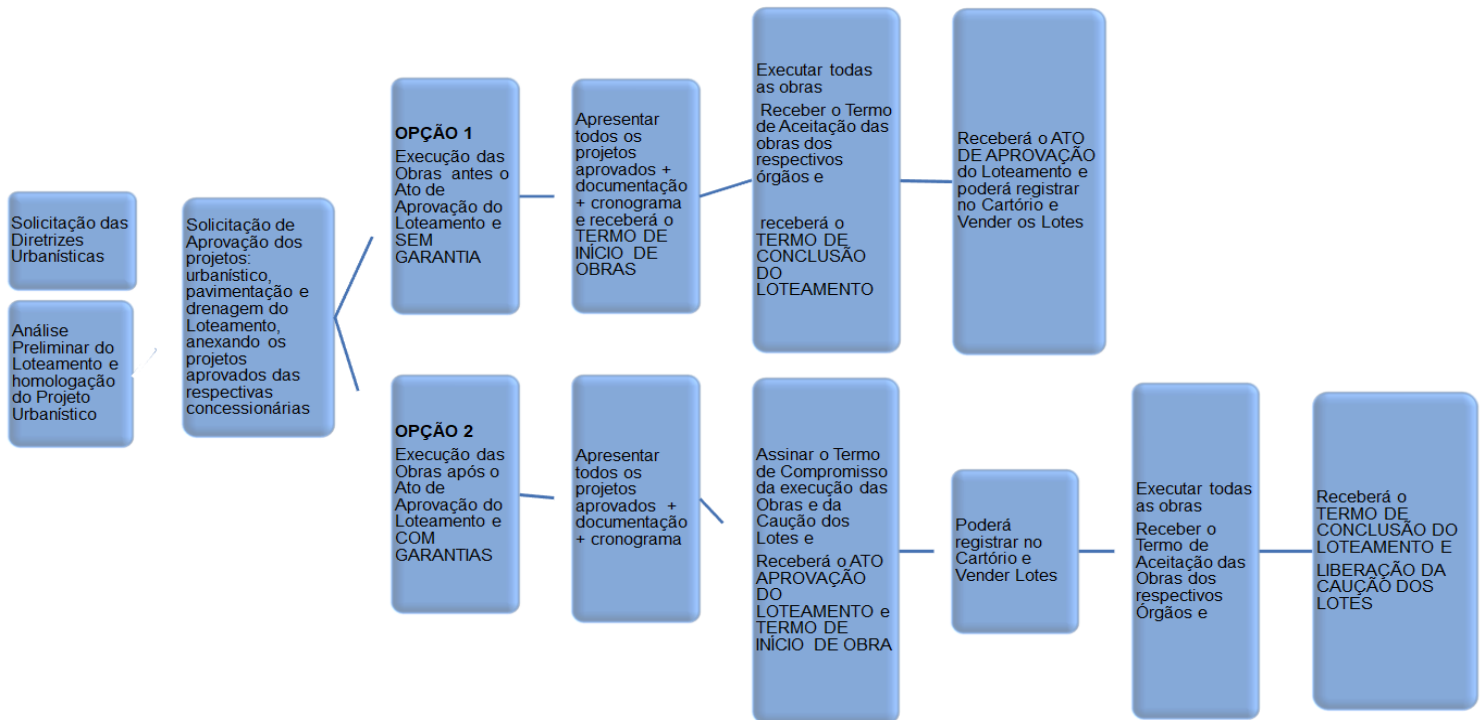 Solicitação das
Diretrizes
Urbanísticas
Análise
Preliminar do
Loteamento e
homologação
do Projeto
Urbanístico
Solicitação de
Aprovação dos
projetos:
urbanístico,
pavimentação e
drenagem do
Loteamento,
anexando os
projetos
aprovados das
respectivas
concessionárias
OPÇÃO 1
Execução das
Obras antes o
Ato de
Aprovação do
Loteamento e
SEM
GARANTIA
Apresentar
todos os
projetos
aprovados +
documentação
+ cronograma
e receberá o
TERMO DE
INÍCIO DE
OBRAS
Executar todas
as obras
Receber o Termo
de Aceitação das
obras dos
respectivos
órgãos e
receberá o
TERMO DE
CONCLUSÃO
DO
LOTEAMENTO
Receberá o ATO
DE APROVAÇÃO
do Loteamento e
poderá registrar
no Cartório e
Vender os Lotes
OPÇÃO 2
Execução das
Obras após o
Ato de
Aprovação do
Loteamento e
COM
GARANTIAS
Apresentar
todos os
projetos
aprovados +
documentação
+ cronograma
Assinar o Termo
de Compromisso
da execução das
Obras e da
Caução dos
Lotes e
Receberá o ATO
APROVAÇÃO
DO
LOTEAMENTO e
TERMO DE
INÍCIO DE OBRA
Poderá
registrar no
Cartório e
Vender Lotes
Executar todas
as obras
Receber o
Termo de
Aceitação das
Obras dos
respectivos
Órgãos e
Receberá o
TERMO DE
CONCLUSÃO DO
LOTEAMENTO E
LIBERAÇÃO DA
CAUÇÃO DOS
LOTES